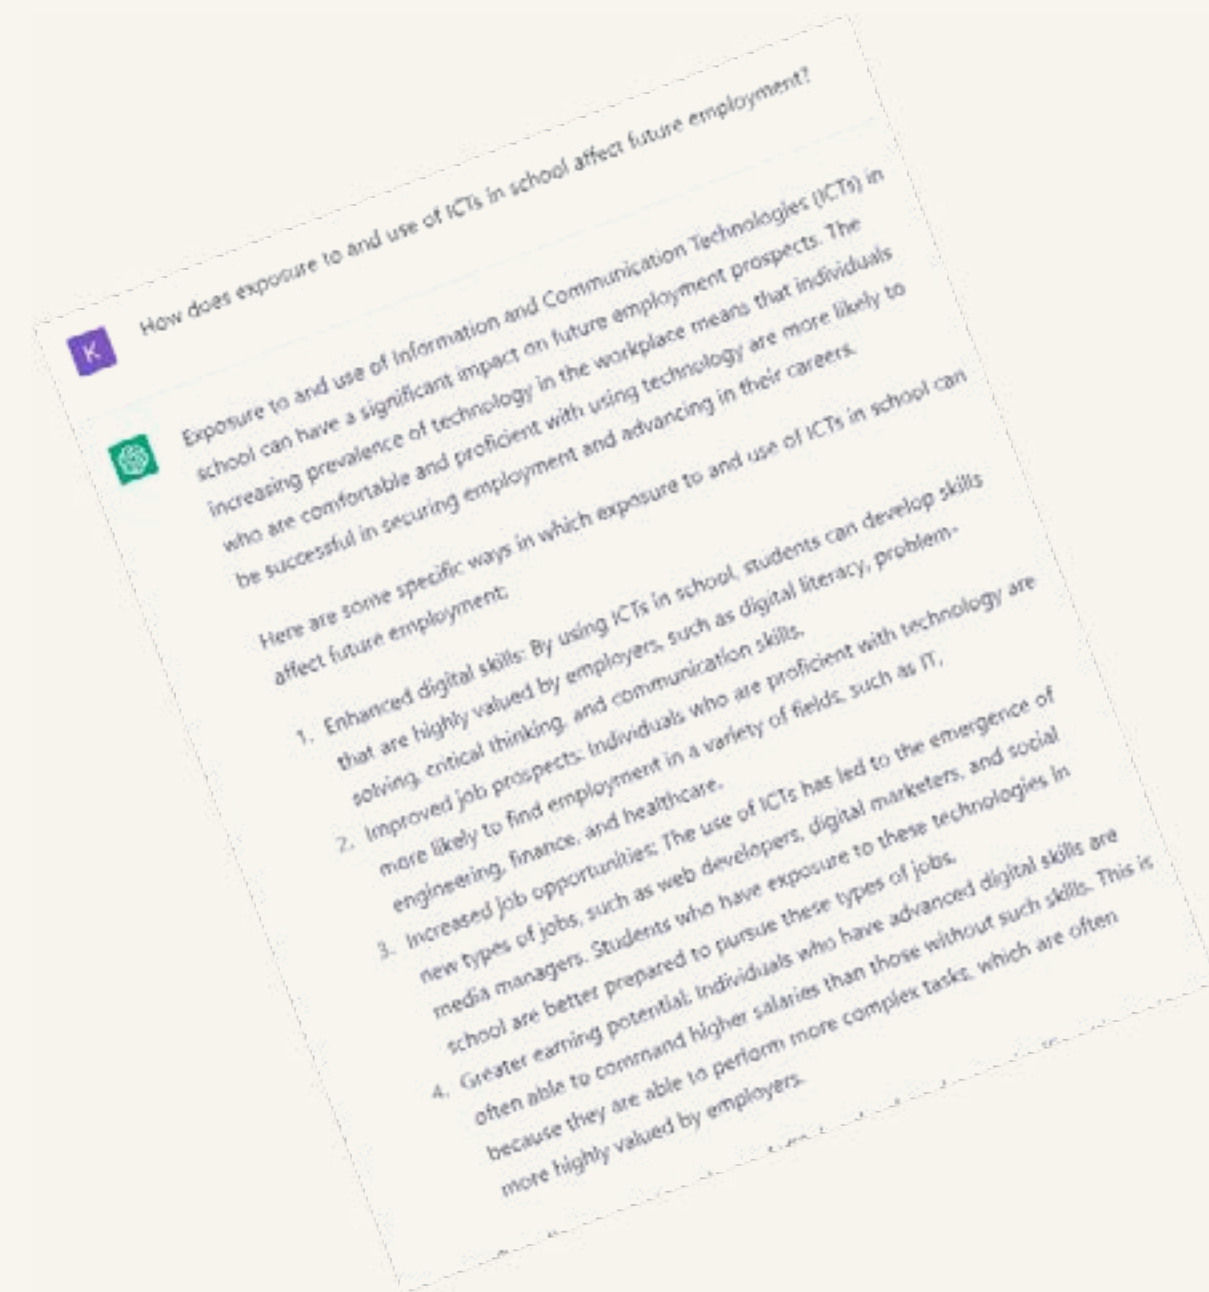 How does exposure to and use of ICTs in school affect future employment?
K
Exposure to and use of Information and Communication Technologies (ICTs) in
school can have a significant impact on future employment prospects. The
increasing prevalence of technology in the workplace means that individuals
who are comfortable and proficient with using technology are more likely to
be successful in securing employment and advancing in their careers.
Here are some specific ways in which exposure to and use of ICTs in school can
affect future employment:
1. Enhanced digital skills: By using ICTs in school, students can develop skills
that are highly valued by employers, such as digital literacy, problem-
solving, critical thinking, and communication skills.
2. Improved job prospects: Individuals who are proficient with technology are
more likely to find employment in a variety of fields, such as IT,
engineering, finance, and healthcare.
3. Increased job opportunities: The use of ICTs has led to the emergence of
new types of jobs, such as web developers, digital marketers, and social
media managers. Students who have exposure to these technologies in
school are better prepared to pursue these types of jobs.
4. Greater earning potential: Individuals who have advanced digital skills are
often able to command higher salaries than those without such skills. This is
because they are able to perform more complex tasks, which are often
more highly valued by employers.